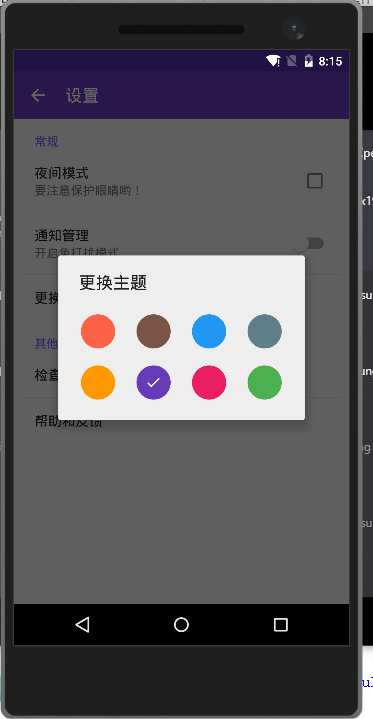 8:15
设置
常规
夜间模式
要注意保护眼睛哟！
通知管理
开启免打扰模式
更换主题
更换
其他
检查
帮助和反馈